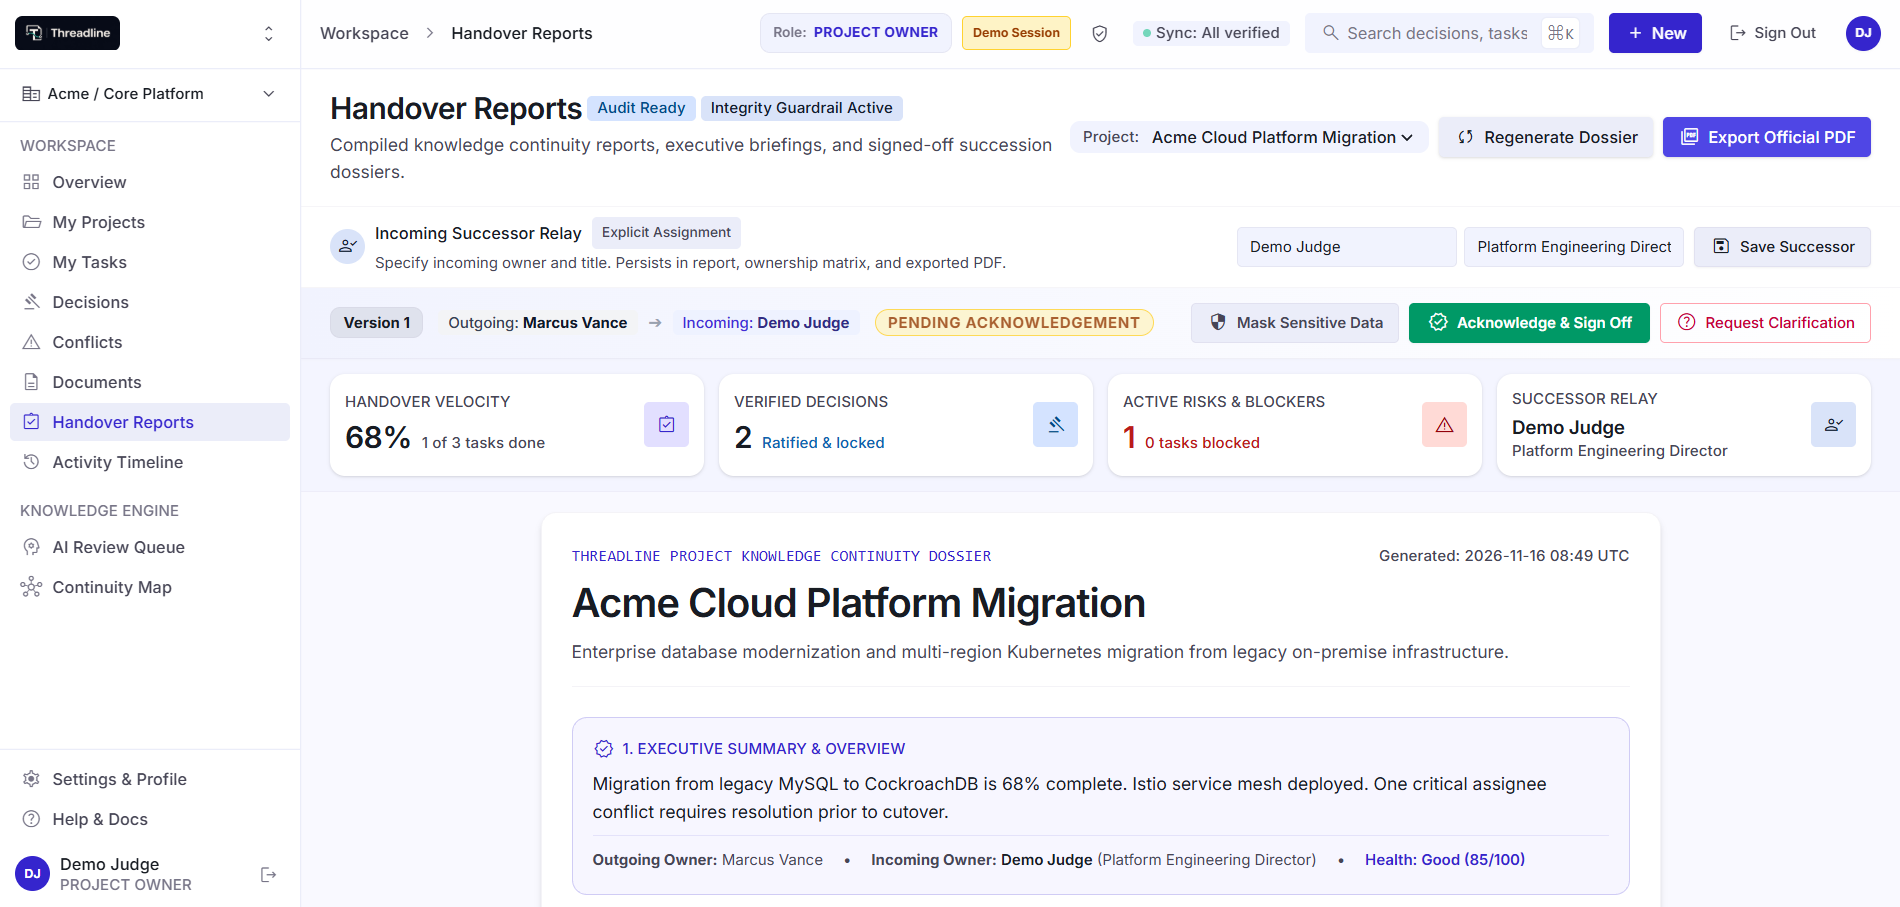 Threadline
Acme / Core Platform
WORKSPACE
Overview
My Projects
My Tasks
Decisions
Conflicts
Documents
Handover Reports
Activity Timeline
KNOWLEDGE ENGINE
AI Review Queue
Continuity Map
Settings & Profile
Help & Docs
DJ
Demo Judge
PROJECT OWNER
Workspace > Handover Reports
Role: PROJECT OWNER
Demo Session
Sync: All verified
Search decisions, tasks
⌘K
+ New
Sign Out
DJ
Handover Reports
Audit Ready
Integrity Guardrail Active
Compiled knowledge continuity reports, executive briefings, and signed-off succession
dossiers.
Project: Acme Cloud Platform Migration
Regenerate Dossier
PDF
Export Official PDF
Incoming Successor Relay
Explicit Assignment
Specify incoming owner and title. Persists in report, ownership matrix, and exported PDF.
Demo Judge
Platform Engineering Direct
Save Successor
Version 1
Outgoing: Marcus Vance → Incoming: Demo Judge
PENDING ACKNOWLEDGEMENT
Mask Sensitive Data
Acknowledge & Sign Off
Request Clarification
HANDOVER VELOCITY
68% 1 of 3 tasks done
VERIFIED DECISIONS
2 Ratified & locked
ACTIVE RISKS & BLOCKERS
1 0 tasks blocked
SUCCESSOR RELAY
Demo Judge
Platform Engineering Director
THREADLINE PROJECT KNOWLEDGE CONTINUITY DOSSIER
Generated: 2026-11-16 08:49 UTC
Acme Cloud Platform Migration
Enterprise database modernization and multi-region Kubernetes migration from legacy on-premise infrastructure.
1. EXECUTIVE SUMMARY & OVERVIEW
Migration from legacy MySQL to CockroachDB is 68% complete. Istio service mesh deployed. One critical assignee
conflict requires resolution prior to cutover.
Outgoing Owner: Marcus Vance • Incoming Owner: Demo Judge (Platform Engineering Director) • Health: Good (85/100)